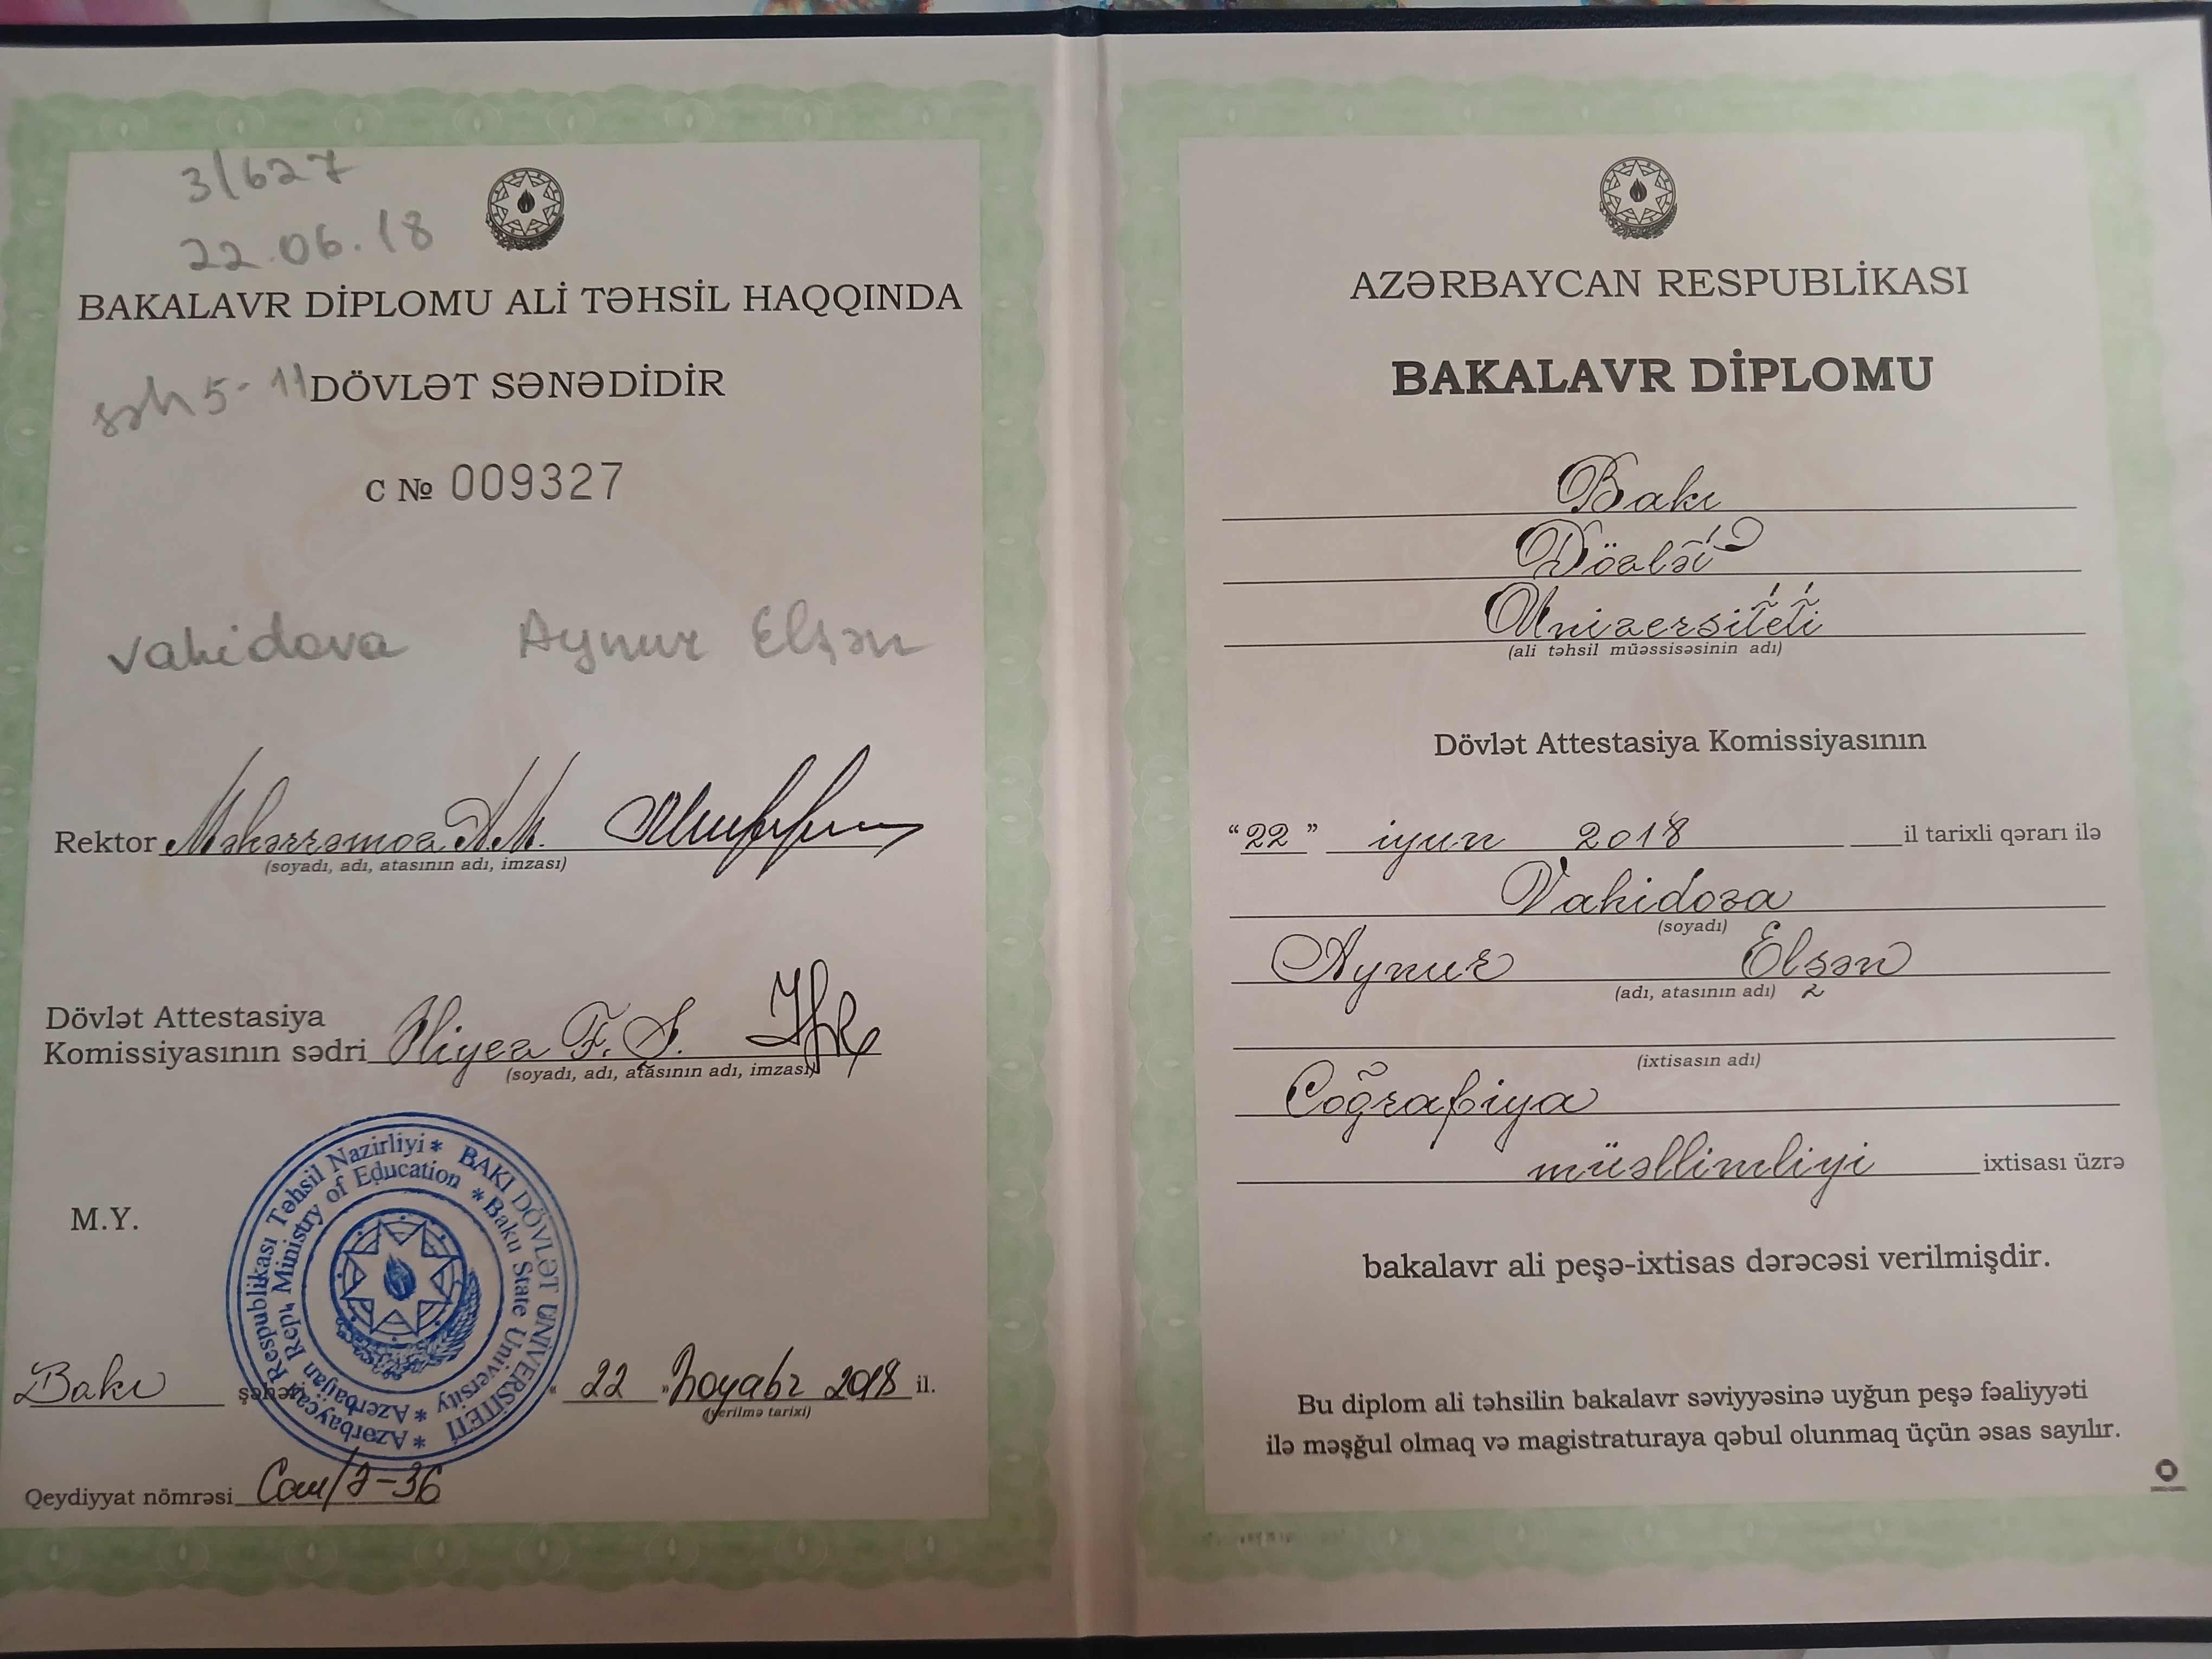 3/627
22.06.18
BAKALAVR DİPLOMU ALİ TƏHSİL HAQQINDA
səh 5-11 DÖVLƏT SƏNƏDİDİR
C № 009327
Vahidova Aynur Elşən
Rektor Məhərrəmov A.M.
(soyadı, adı, atasının adı, imzası)
Dövlət Attestasiya
Komissiyasının sədri Əliyev F.Ş.
(soyadı, adı, atasının adı, imzası)
M.Y.
Azərbaycan Respublikası Təhsil Nazirliyi * BAKI DÖVLƏT UNİVERSİTETİ *
Azerbaijan Rep. Ministry of Education * Baku State University *
Bakı şəhəri « 22 » Noyabr 2018 il.
(verilmə tarixi)
Qeydiyyat nömrəsi
AZƏRBAYCAN RESPUBLİKASI
BAKALAVR DİPLOMU
Bakı
Dövlət
Universiteti
(ali təhsil müəssisəsinin adı)
Dövlət Attestasiya Komissiyasının
“22” iyun 2018 il tarixli qərarı ilə
Vahidova
(soyadı)
Aynur Elşən
(adı, atasının adı)
(ixtisasın adı)
Coğrafiya
müəllimliyi ixtisası üzrə
bakalavr ali peşə-ixtisas dərəcəsi verilmişdir.
Bu diplom ali təhsilin bakalavr səviyyəsinə uyğun peşə fəaliyyəti
ilə məşğul olmaq və magistraturaya qəbul olunmaq üçün əsas sayılır.